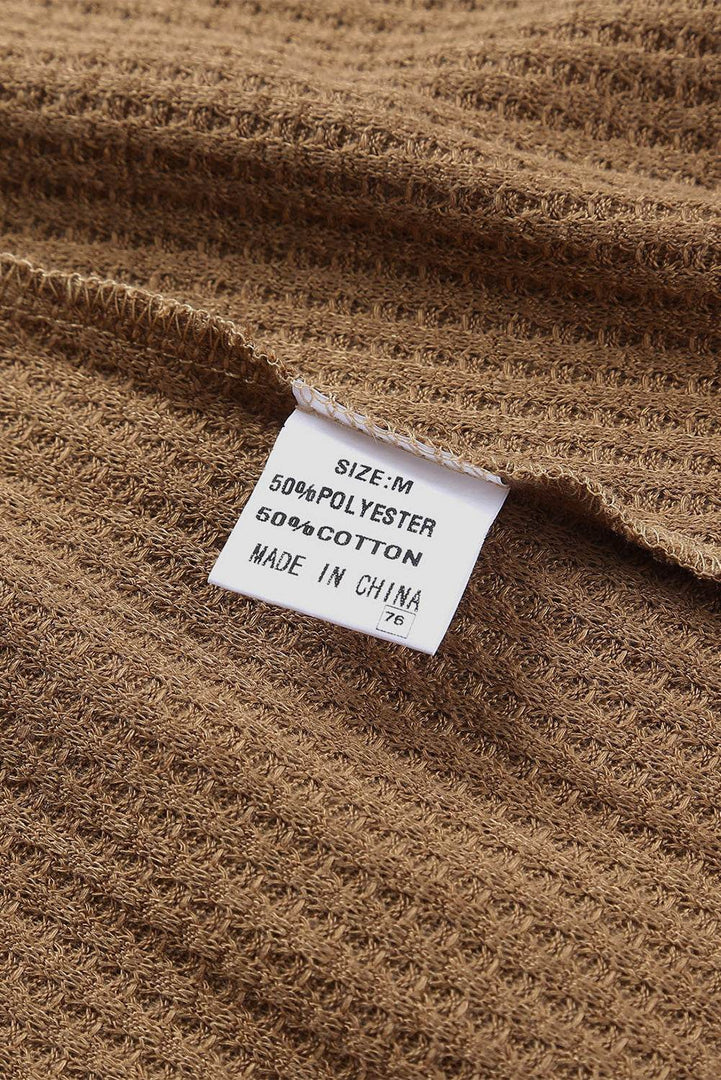 SIZE:M
50%POLYESTER
50%COTTON
MADE IN CHINA
76